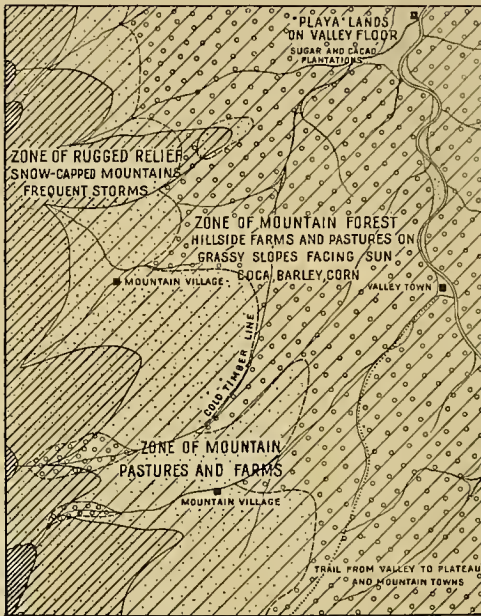 "PLAYA" LANDS
ON VALLEY FLOOR
SUGAR AND CACAO
PLANTATIONS
ZONE OF RUGGED RELIEF
SNOW-CAPPED MOUNTAINS
FREQUENT STORMS
ZONE OF MOUNTAIN FOREST
HILLSIDE FARMS AND PASTURES ON
GRASSY SLOPES FACING SUN
COCA, BARLEY, CORN
MOUNTAIN VILLAGE
VALLEY TOWN
COLD TIMBER LINE
ZONE OF MOUNTAIN
PASTURES AND FARMS
MOUNTAIN VILLAGE
TRAIL FROM VALLEY TO PLATEAU
AND MOUNTAIN TOWNS